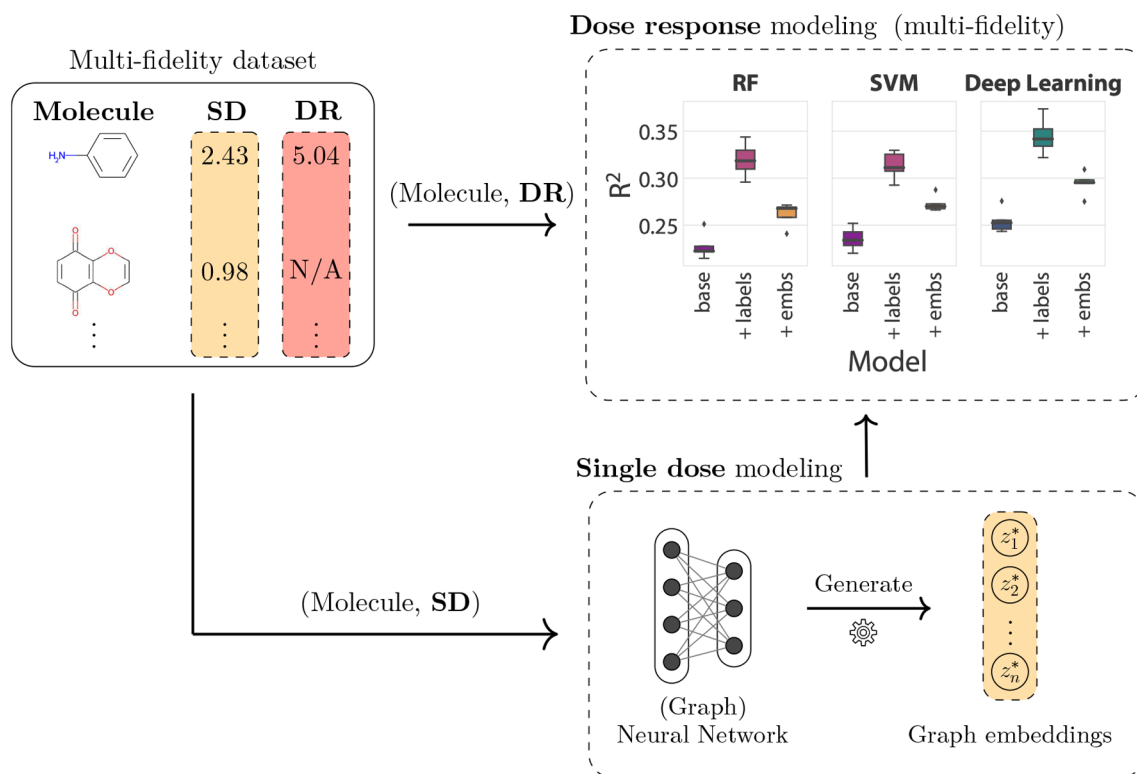 Dose response modeling (multi-fidelity)
Multi-fidelity dataset
Molecule SD DR
H₂N 2.43 5.04
O O O O 0.98 N/A
⋮ ⋮ ⋮
(Molecule, DR)
RF SVM Deep Learning
R²
0.35
0.30
0.25
base + labels + embs base + labels + embs base + labels + embs
Model
Single dose modeling
(Molecule, SD)
Generate
z₁*
z₂*
⋮
zₙ*
(Graph)
Neural Network
Graph embeddings